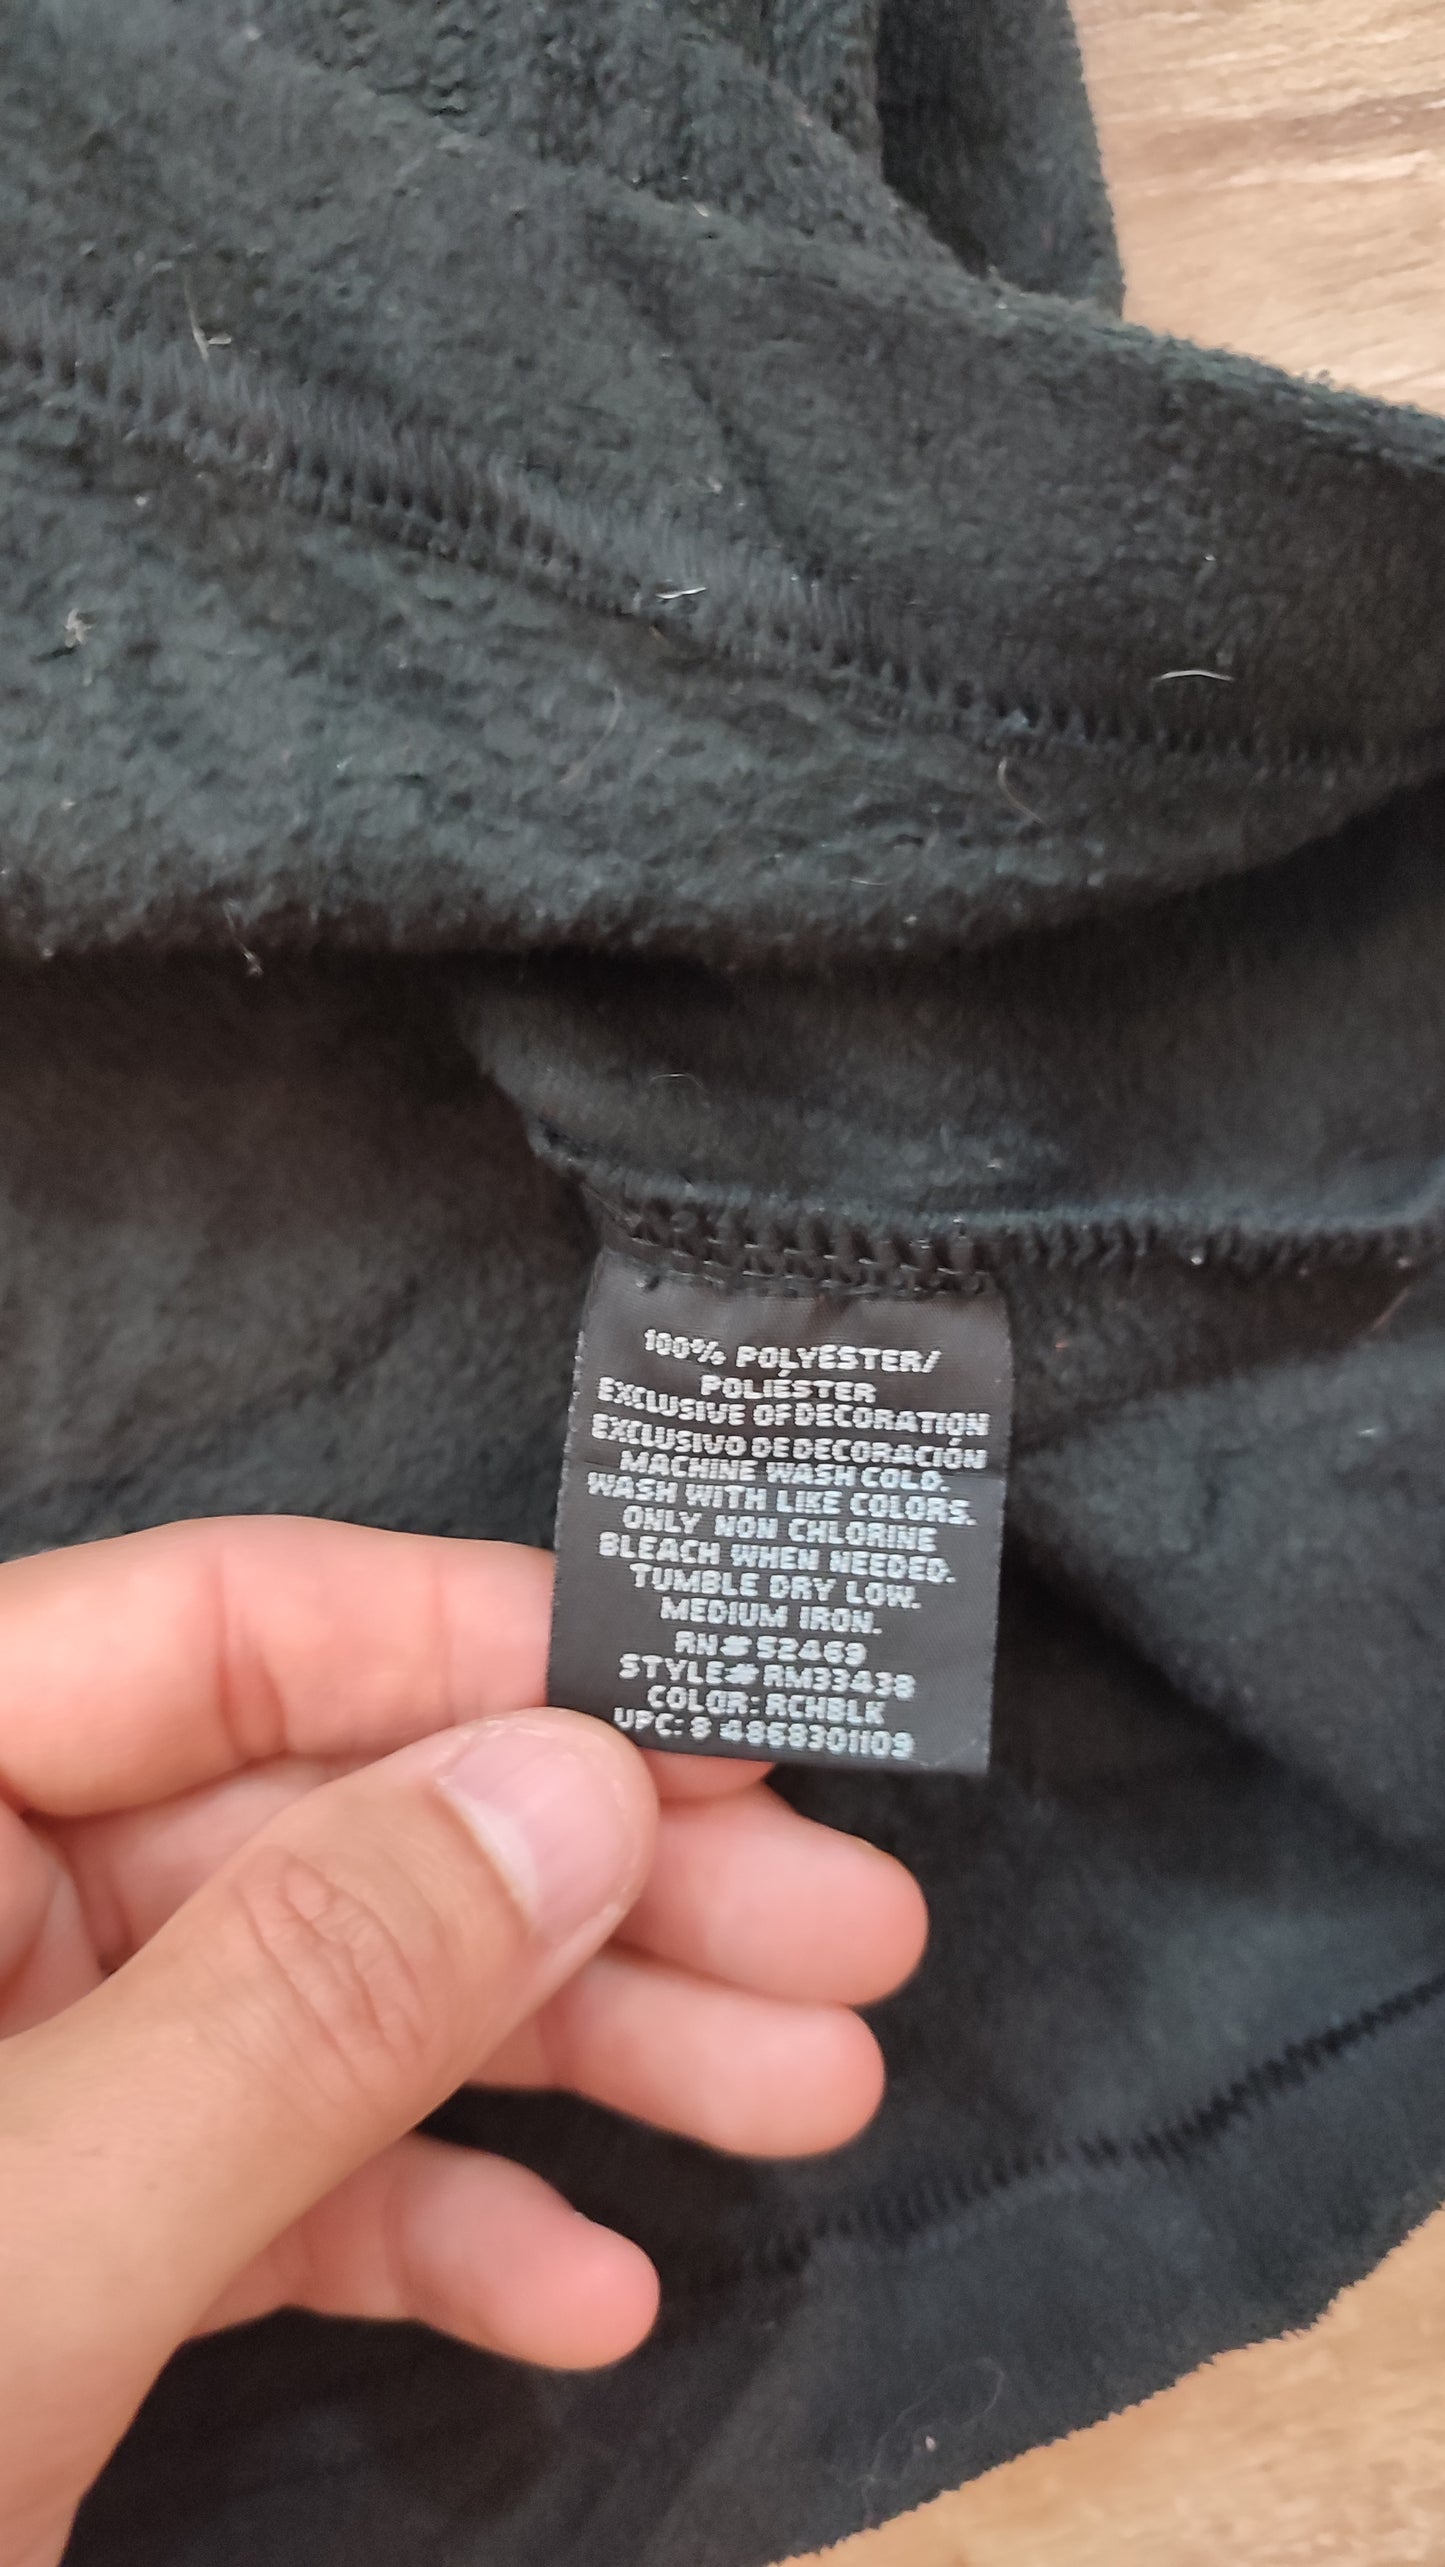 100% POLYESTER/
POLIÉSTER
EXCLUSIVE OF DECORATION
EXCLUSIVO DE DECORACIÓN
MACHINE WASH COLD.
WASH WITH LIKE COLORS.
ONLY NON CHLORINE
BLEACH WHEN NEEDED.
TUMBLE DRY LOW.
MEDIUM IRON.
RN# 52469
STYLE# RM33438
COLOR: RCHBLK
UPC: 8 4868301109